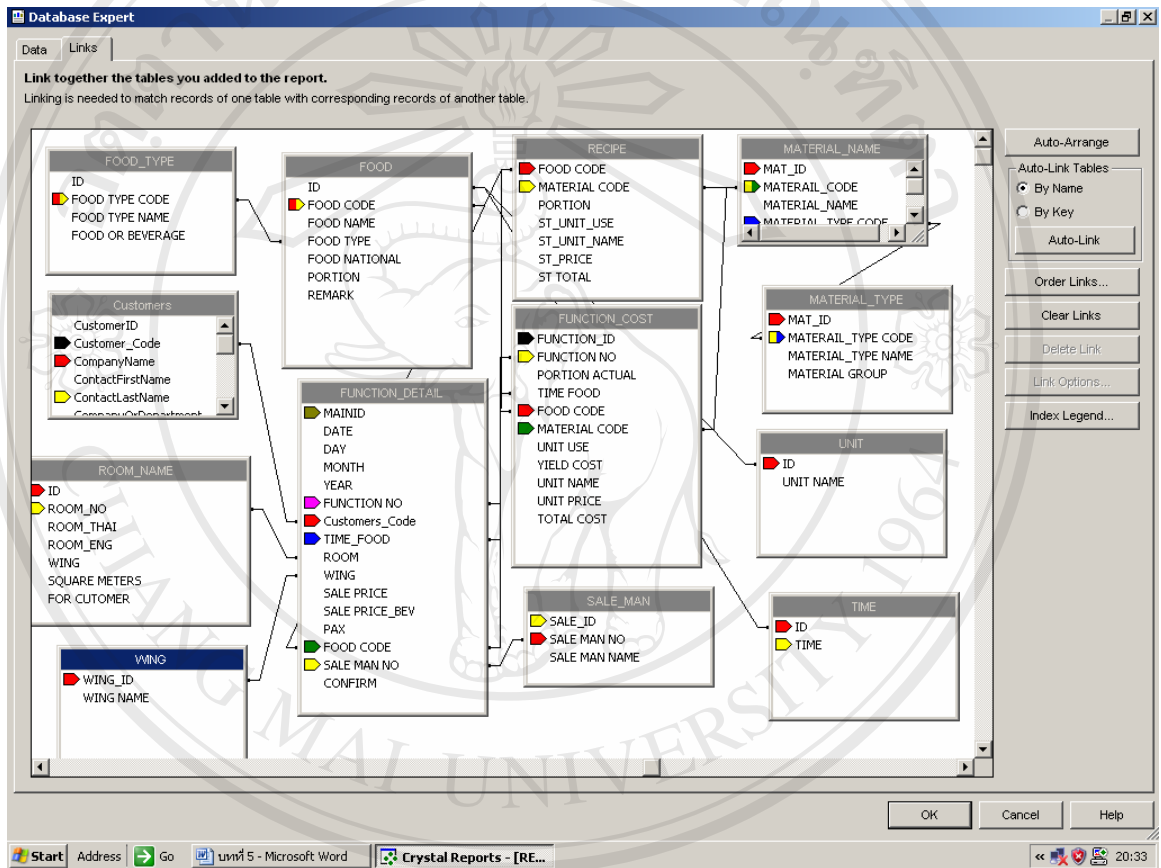 Database Expert
Data
Links
Link together the tables you added to the report.
Linking is needed to match records of one table with corresponding records of another table.
FOOD_TYPE
ID
FOOD TYPE CODE
FOOD TYPE NAME
FOOD OR BEVERAGE
FOOD
ID
FOOD CODE
FOOD NAME
FOOD TYPE
FOOD NATIONAL
PORTION
REMARK
RECIPE
FOOD CODE
MATERIAL CODE
PORTION
ST_UNIT_USE
ST_UNIT_NAME
ST_PRICE
ST TOTAL
MATERIAL_NAME
MAT_ID
MATERAIL_CODE
MATERIAL_NAME
MATERIAL_TYPE CODE
Customers
CustomerID
Customer_Code
CompanyName
ContactFirstName
ContactLastName
CompanyOrDepartment
FUNCTION_DETAIL
MAINID
DATE
DAY
MONTH
YEAR
FUNCTION NO
Customers_Code
TIME_FOOD
ROOM
WING
SALE PRICE
SALE PRICE_BEV
PAX
FOOD CODE
SALE MAN NO
CONFIRM
FUNCTION_COST
FUNCTION_ID
FUNCTION NO
PORTION ACTUAL
TIME FOOD
FOOD CODE
MATERIAL CODE
UNIT USE
YIELD COST
UNIT NAME
UNIT PRICE
TOTAL COST
MATERIAL_TYPE
MAT_ID
MATERAIL_TYPE CODE
MATERIAL_TYPE NAME
MATERIAL GROUP
UNIT
ID
UNIT NAME
ROOM_NAME
ID
ROOM_NO
ROOM_THAI
ROOM_ENG
WING
SQUARE METERS
FOR CUTOMER
WING
WING_ID
WING NAME
SALE_MAN
SALE_ID
SALE MAN NO
SALE MAN NAME
TIME
ID
TIME
Auto-Arrange
Auto-Link Tables
By Name
By Key
Auto-Link
Order Links...
Clear Links
Delete Link
Link Options...
Index Legend...
CHIANG MAI UNIVERSITY 1964
OK
Cancel
Help
Start
Address
Go
บทที่ 5 - Microsoft Word
Crystal Reports - [RE...
20:33